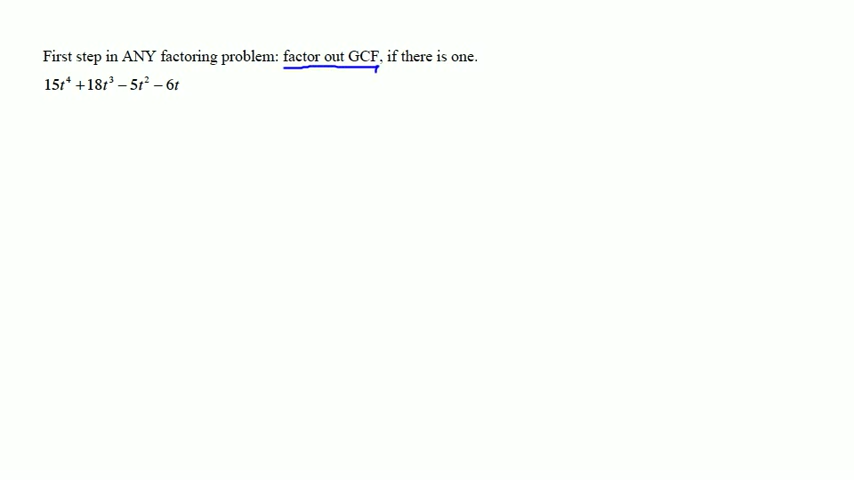 First step in ANY factoring problem: factor out GCF, if there is one.
15t⁴ +18t³ – 5t² – 6t